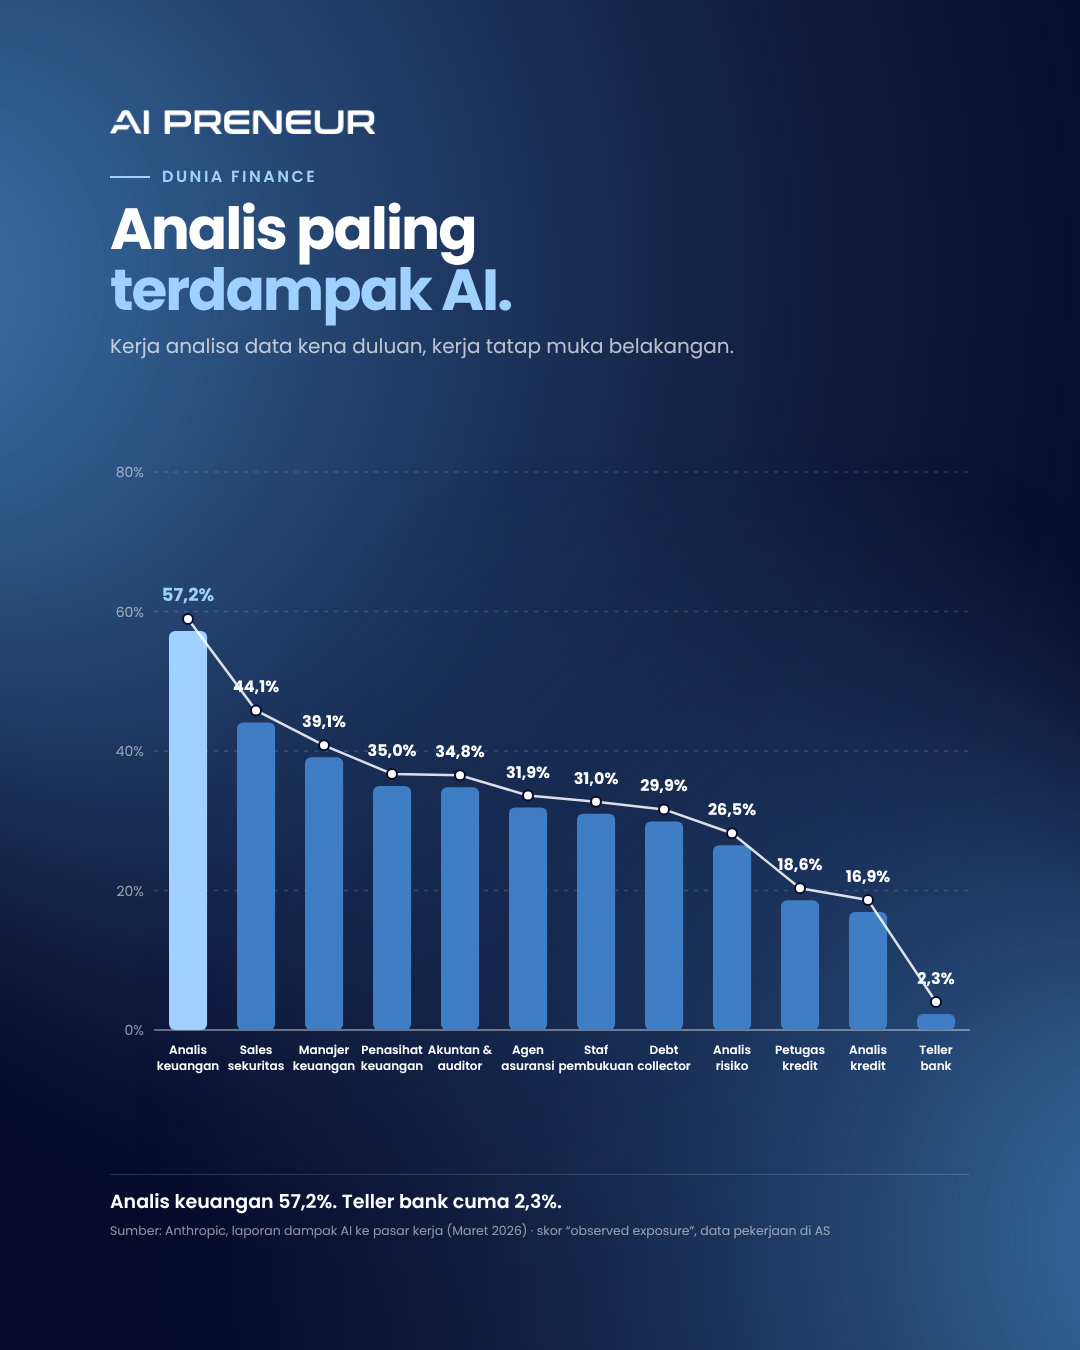 AI PRENEUR
DUNIA FINANCE
Analis paling
terdampak AI.
Kerja analisa data kena duluan, kerja tatap muka belakangan.
80%
60%
40%
20%
0%
57,2%
44,1%
39,1%
35,0%
34,8%
31,9%
31,0%
29,9%
26,5%
18,6%
16,9%
2,3%
Analis
keuangan
Sales
sekuritas
Manajer
keuangan
Penasihat
keuangan
Akuntan &
auditor
Agen
asuransi
Staf
pembukuan
Debt
collector
Analis
risiko
Petugas
kredit
Analis
kredit
Teller
bank
Analis keuangan 57,2%. Teller bank cuma 2,3%.
Sumber: Anthropic, laporan dampak AI ke pasar kerja (Maret 2026) · skor “observed exposure”, data pekerjaan di AS